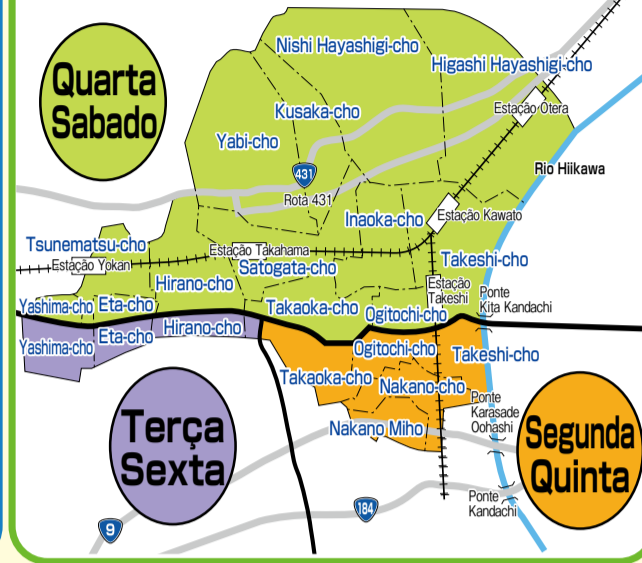 Nishi Hayashigi-cho
Higashi Hayashigi-cho
Quarta
Sabado
Kusaka-cho
Estação Otera
Yabi-cho
Rio Hiikawa
431
Rota 431
Inaoka-cho
Estação Kawato
Tsunematsu-cho
Estação Takahama
Takeshi-cho
Estação Yokan
Satogata-cho
Hirano-cho
Estação
Takeshi
Ponte
Kita Kandachi
Yashima-cho
Eta-cho
Takaoka-cho
Ogitochi-cho
Hirano-cho
Eta-cho
Yashima-cho
Ogitochi-cho
Takeshi-cho
Takaoka-cho
Nakano-cho
Ponte
Karasade
Oohashi
Nakano Miho
Terça
Sexta
Segunda
Quinta
Ponte
Kandachi
184
9